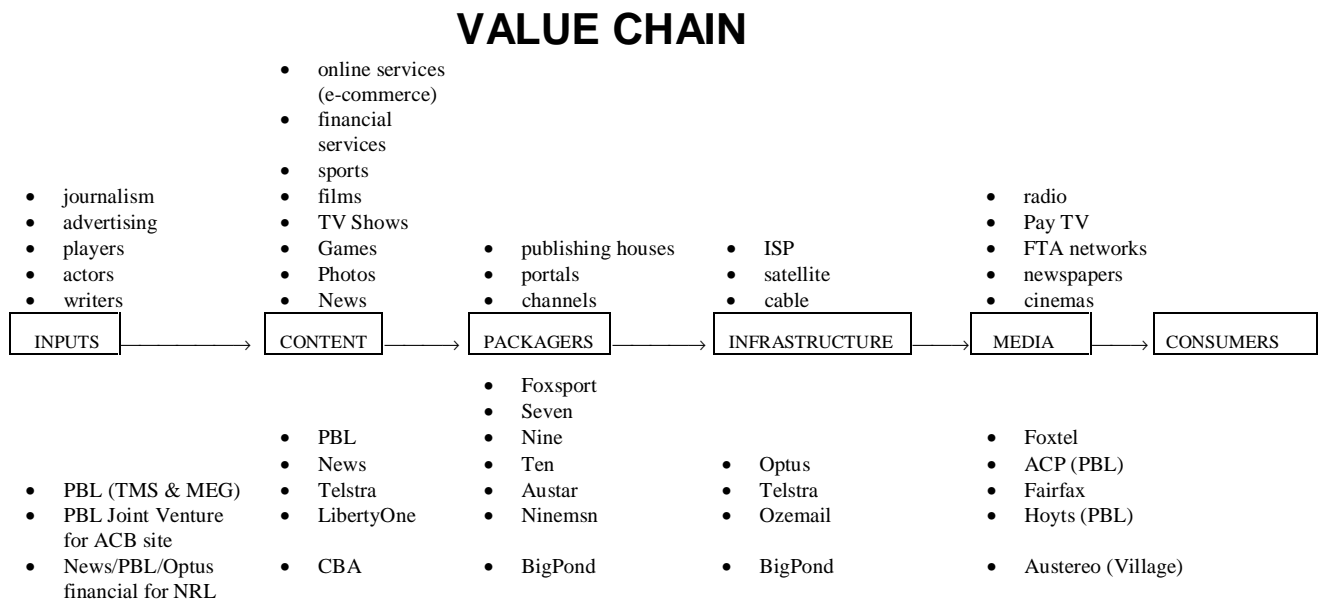 VALUE CHAIN
• online services
(e-commerce)
• financial
services
• sports
• films
• TV Shows
• Games
• Photos
• News
• journalism
• advertising
• players
• actors
• writers
• publishing houses
• portals
• channels
• ISP
• satellite
• cable
• radio
• Pay TV
• FTA networks
• newspapers
• cinemas
INPUTS
CONTENT
PACKAGERS
INFRASTRUCTURE
MEDIA
CONSUMERS
• PBL (TMS & MEG)
• PBL Joint Venture
for ACB site
• News/PBL/Optus
financial for NRL
• PBL
• News
• Telstra
• LibertyOne
• CBA
• Foxsport
• Seven
• Nine
• Ten
• Austar
• Ninemsn
• BigPond
• Optus
• Telstra
• Ozemail
• BigPond
• Foxtel
• ACP (PBL)
• Fairfax
• Hoyts (PBL)
• Austereo (Village)